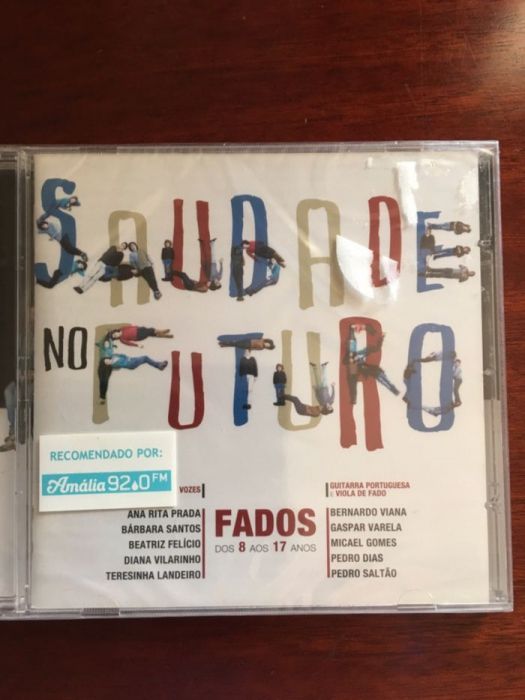 SAUDADE
NO FUTURO
RECOMENDADO POR:
Amália 92.0 FM
VOZES
ANA RITA PRADA
BÁRBARA SANTOS
BEATRIZ FELÍCIO
DIANA VILARINHO
TERESINHA LANDEIRO
FADOS
DOS 8 AOS 17 ANOS
GUITARRA PORTUGUESA
E VIOLA DE FADO
BERNARDO VIANA
GASPAR VARELA
MICAEL GOMES
PEDRO DIAS
PEDRO SALTÃO